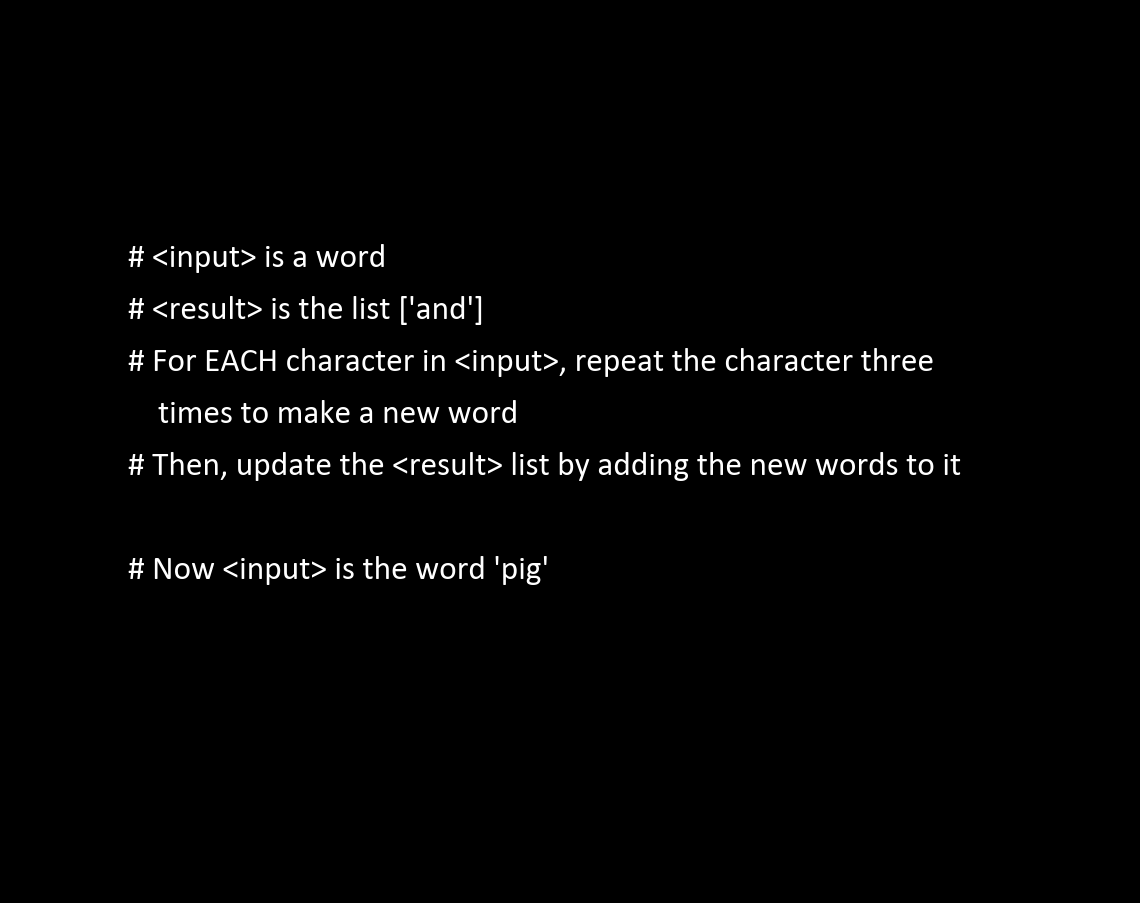 # <input> is a word
# <result> is the list ['and']
# For EACH character in <input>, repeat the character three
times to make a new word
# Then, update the <result> list by adding the new words to it
# Now <input> is the word 'pig'